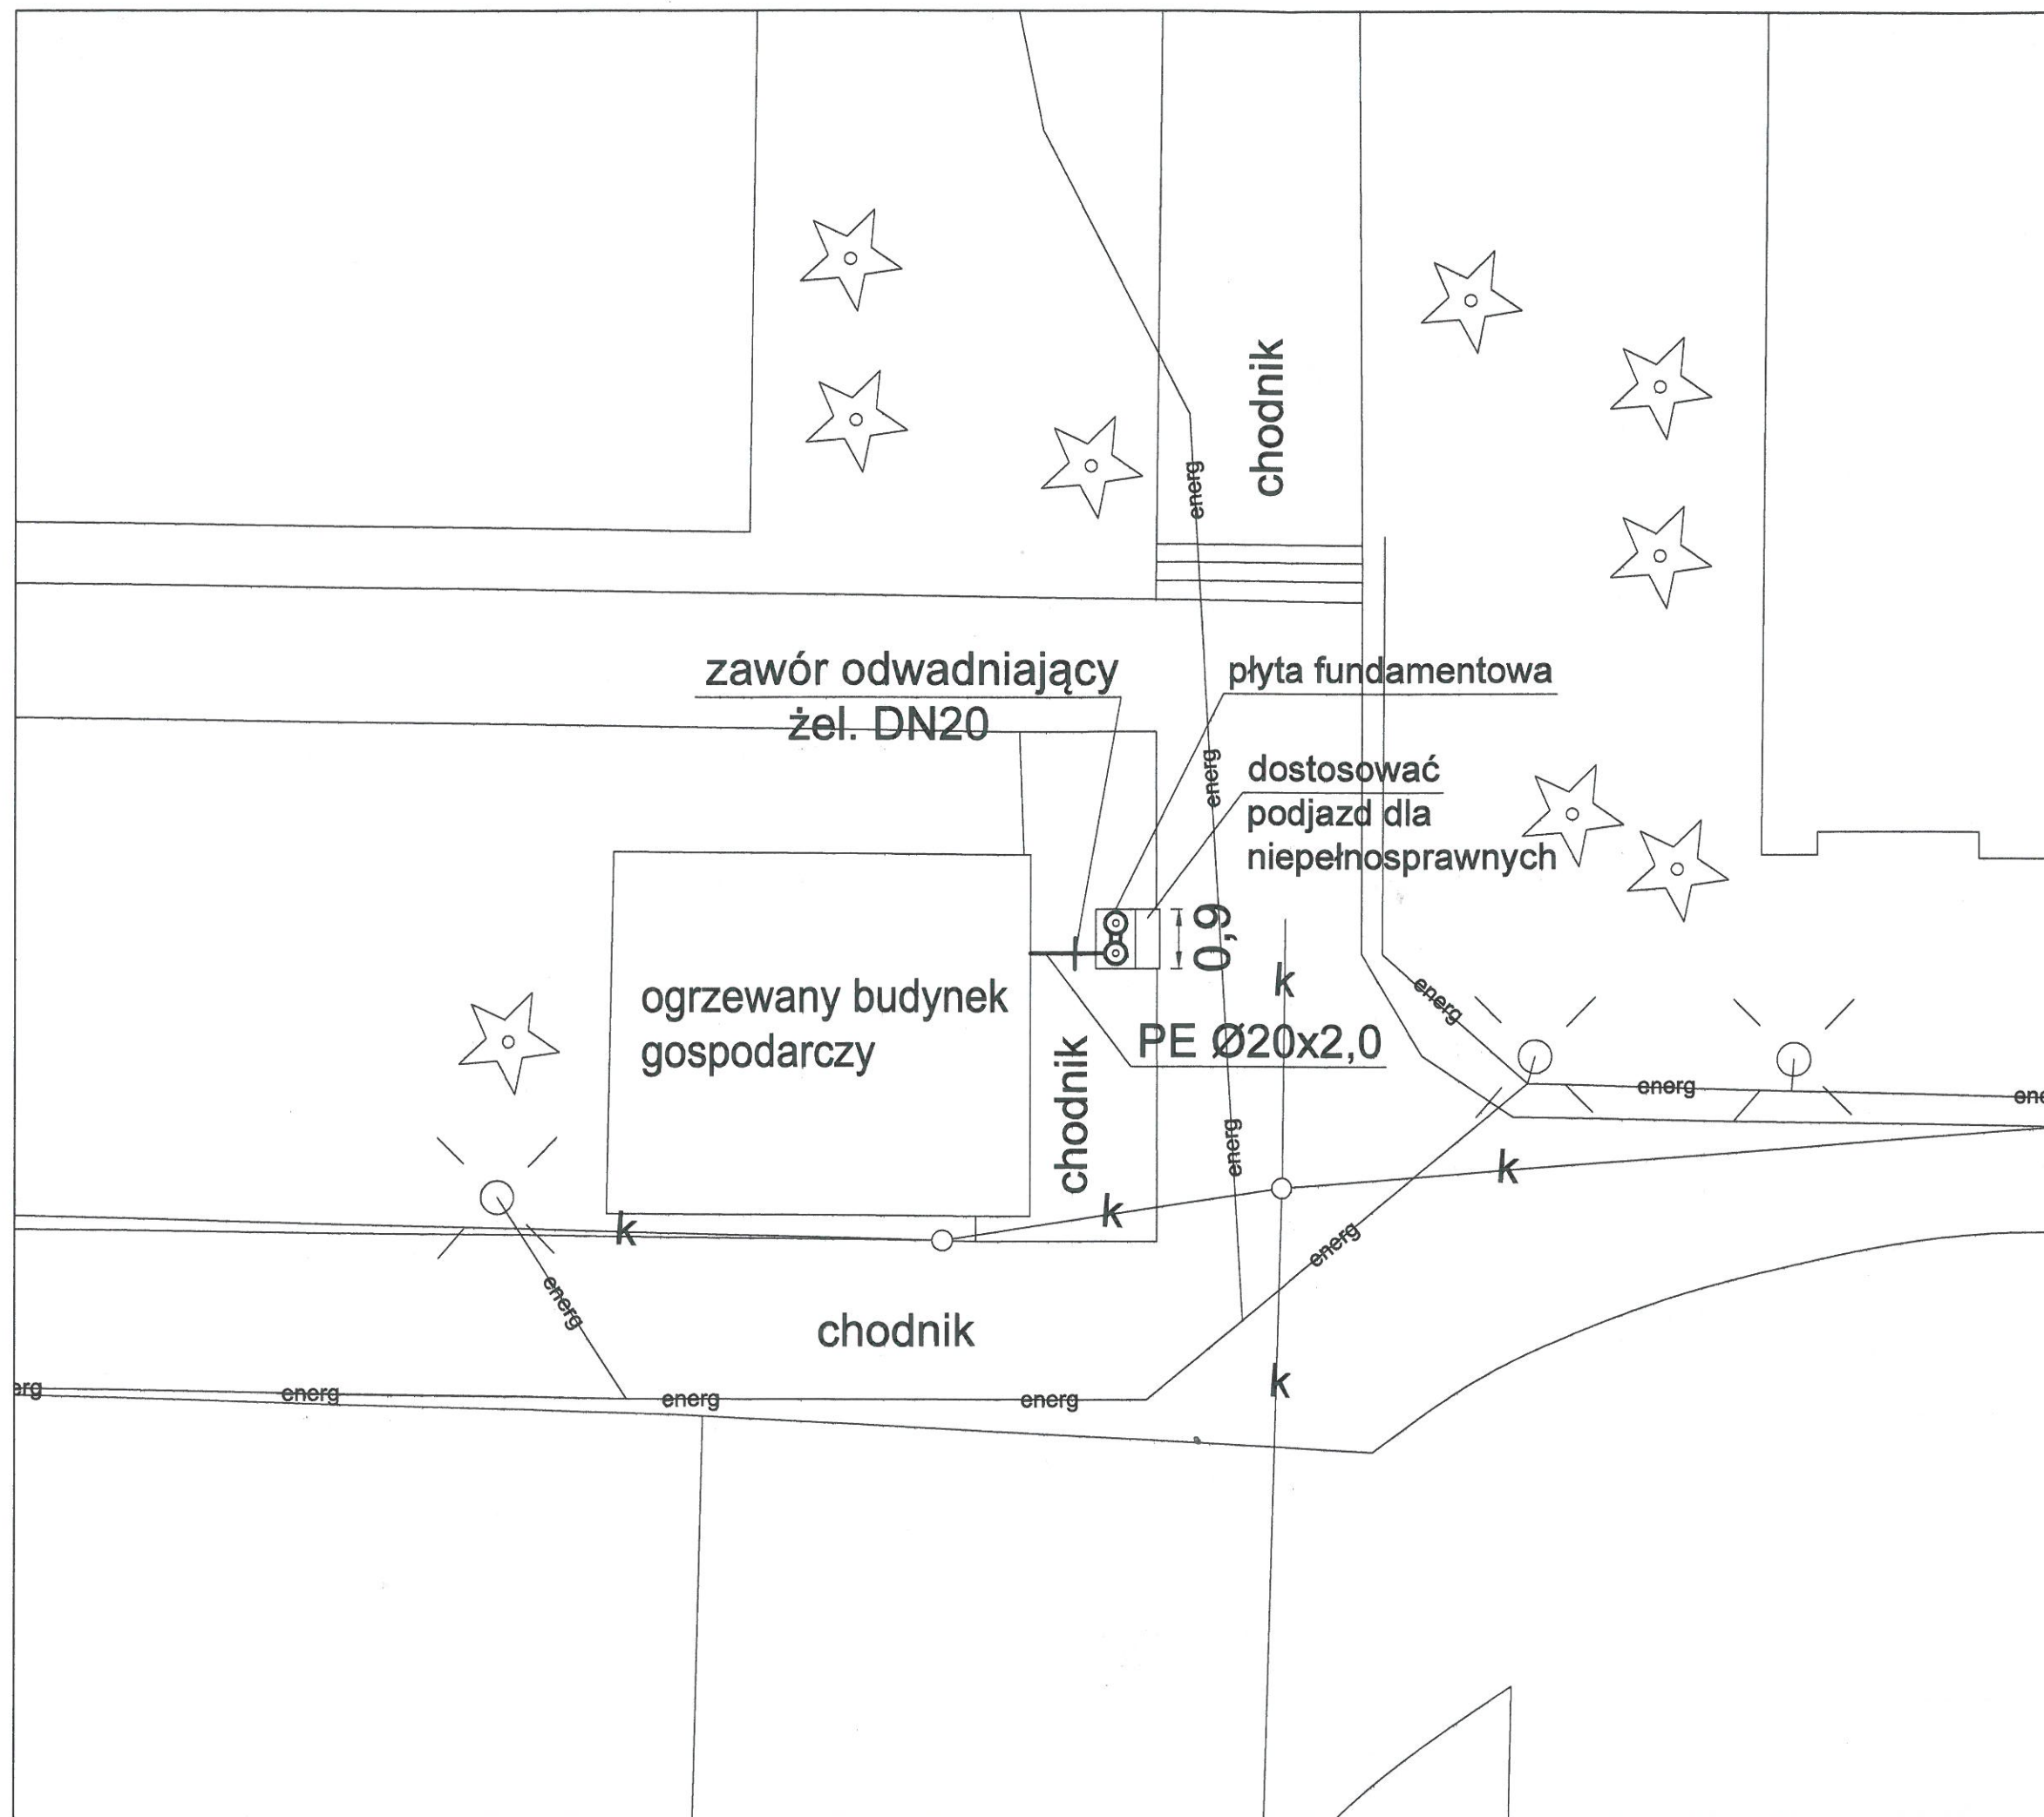 chodnik
energ
zawór odwadniający
żel. DN20
płyta fundamentowa
energ
dostosować
podjazd dla
niepełnosprawnych
0,9
k
energ
ogrzewany budynek
gospodarczy
PE Ø20x2,0
chodnik
energ
energ
energ
k
k
k
energ
energ
chodnik
k
erg
energ
energ
energ